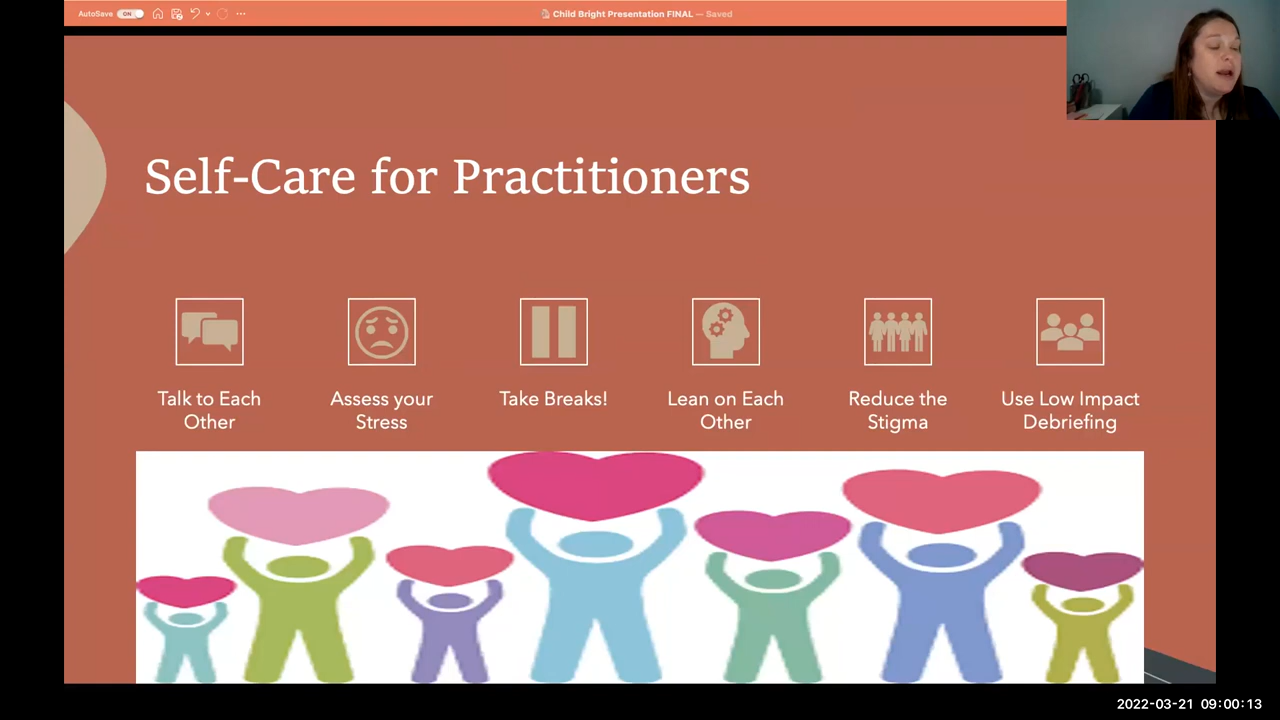 AutoSave ON Child Bright Presentation FINAL — Saved
Self-Care for Practitioners
Talk to Each
Other
Assess your
Stress
Take Breaks!
Lean on Each
Other
Reduce the
Stigma
Use Low Impact
Debriefing
2022-03-21 09:00:13